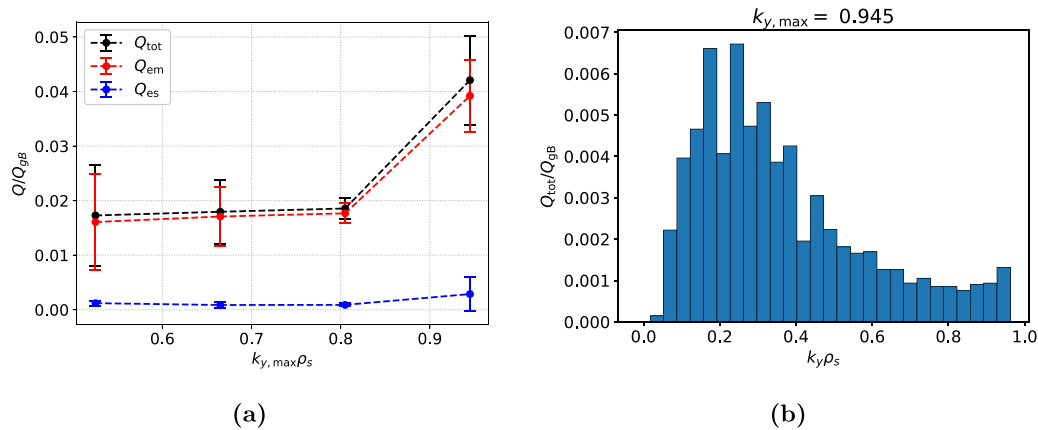 0.05
0.04
0.03
0.02
0.01
0.00
Q/Q_gB
Q_tot
Q_em
Q_es
0.6 0.7 0.8 0.9
k_y,max ρ_s
(a)
k_y,max = 0.945
0.007
0.006
0.005
0.004
0.003
0.002
0.001
0.000
Q_tot/Q_gB
0.0 0.2 0.4 0.6 0.8 1.0
k_y ρ_s
(b)